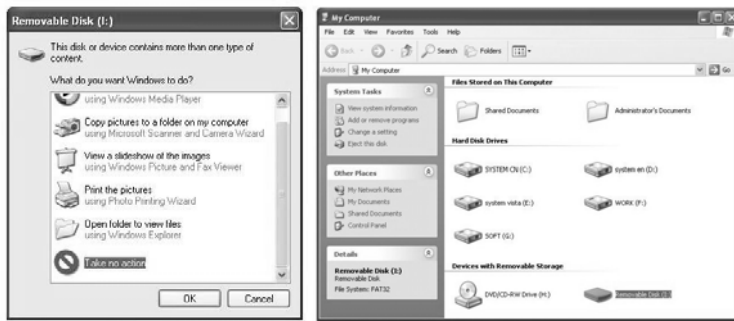 Removable Disk (I:)
This disk or device contains more than one type of
content.
What do you want Windows to do?
using Windows Media Player
Copy pictures to a folder on my computer
using Microsoft Scanner and Camera Wizard
View a slideshow of the images
using Windows Picture and Fax Viewer
Print the pictures
using Photo Printing Wizard
Open folder to view files
using Windows Explorer
Take no action
OK
Cancel
My Computer
File Edit View Favorites Tools Help
Back
Search
Folders
Address
My Computer
Go
System Tasks
View system information
Add or remove programs
Change a setting
Eject this disk
Other Places
My Network Places
My Documents
Shared Documents
Control Panel
Details
Removable Disk (I:)
Removable Disk
File System: FAT32
Files Stored on This Computer
Shared Documents
Administrator's Documents
Hard Disk Drives
SYSTEM CN (C:)
system en (D:)
system vista (E:)
WORK (F:)
SOFT (G:)
Devices with Removable Storage
DVD/CD-RW Drive (H:)
Removable Disk (I:)